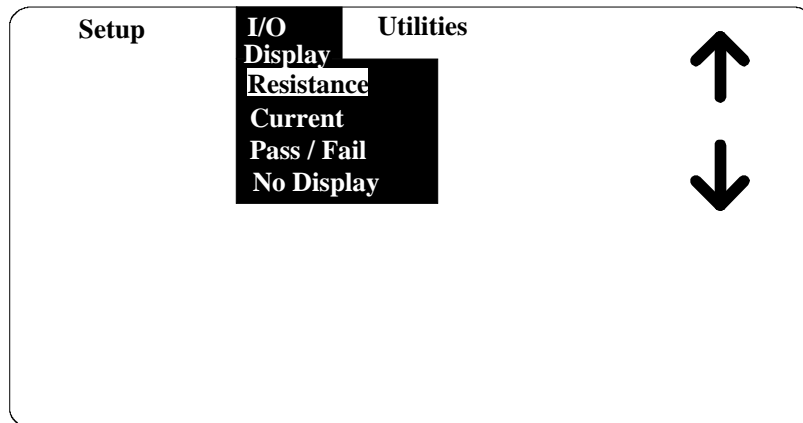 Setup I/O Utilities
Display
Resistance
Current
Pass / Fail
No Display